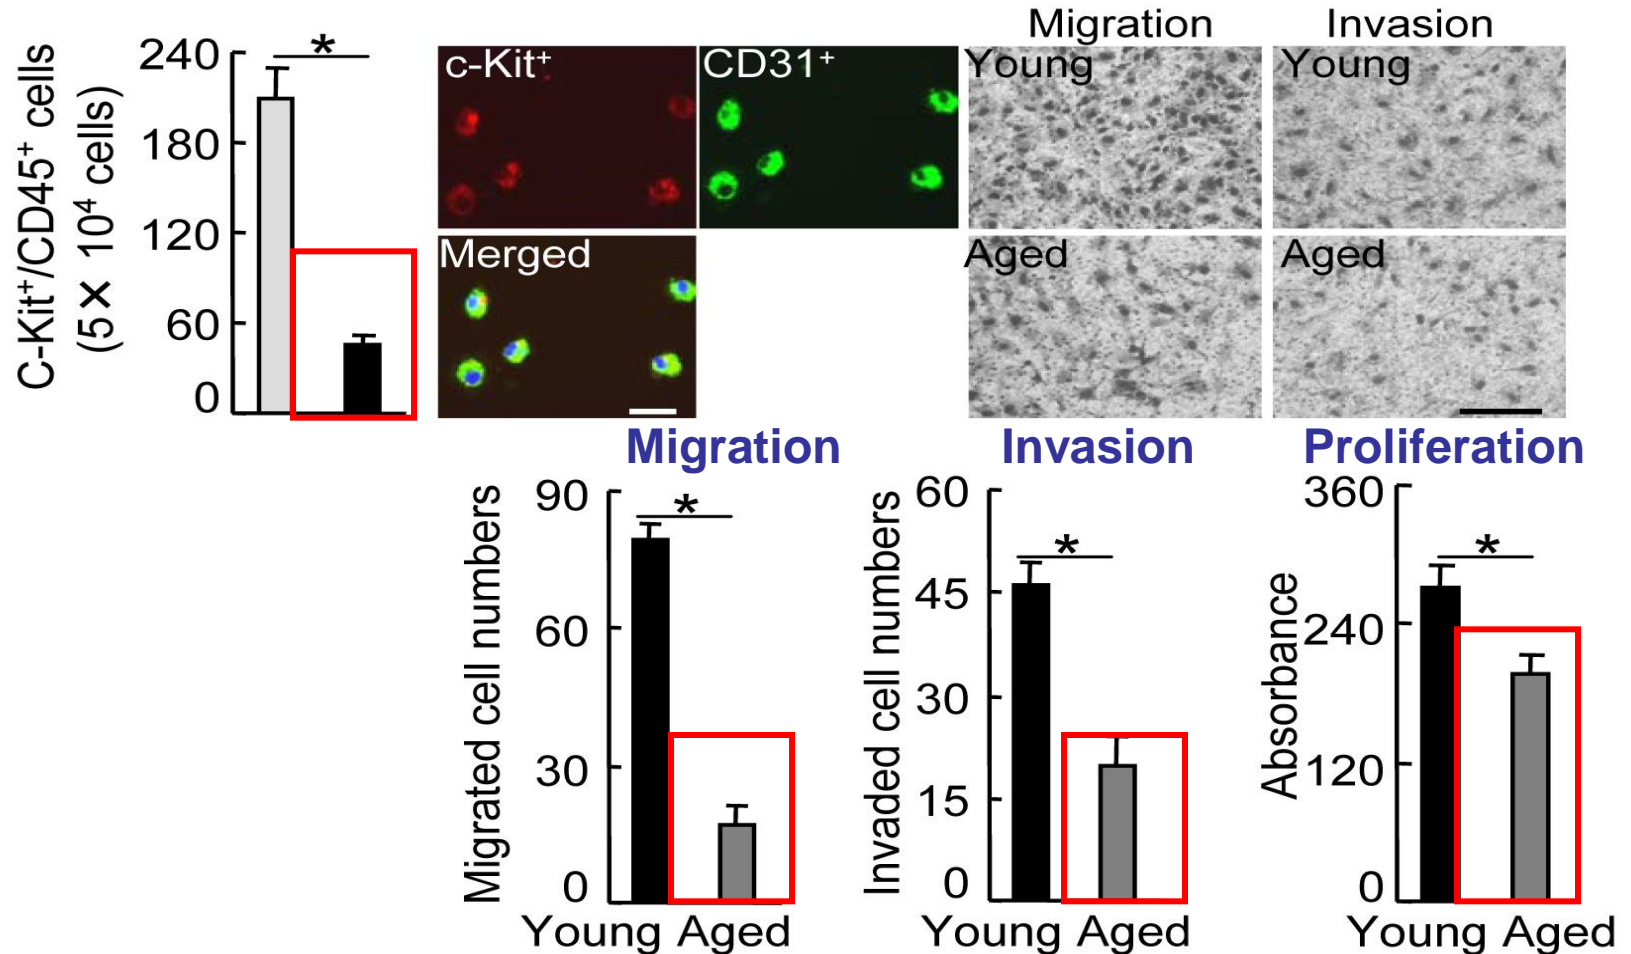 C-Kit⁺/CD45⁺ cells
(5× 10⁴ cells)
240
180
120
60
0
*
c-Kit⁺
CD31⁺
Merged
Migration
Invasion
Young
Young
Aged
Aged
Migration
Migrated cell numbers
90
60
30
0
*
Young Aged
Invasion
Invaded cell numbers
60
45
30
15
0
*
Young Aged
Proliferation
Absorbance
360
240
120
0
*
Young Aged